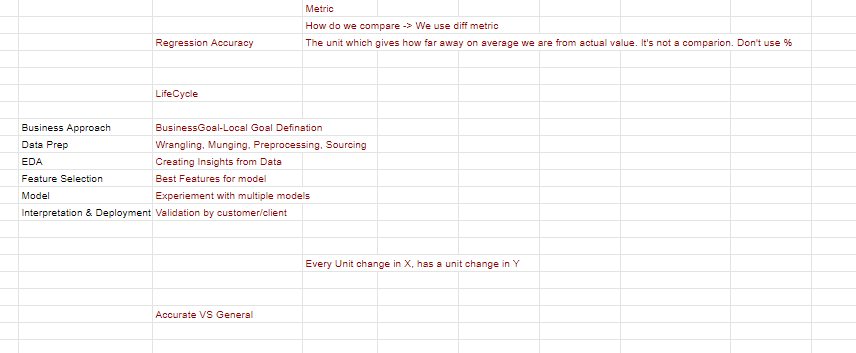 Metric
How do we compare -> We use diff metric
Regression Accuracy The unit which gives how far away on average we are from actual value. It's not a comparion. Don't use %
LifeCycle
Business Approach BusinessGoal-Local Goal Defination
Data Prep Wrangling, Munging, Preprocessing, Sourcing
EDA Creating Insights from Data
Feature Selection Best Features for model
Model Experiement with multiple models
Interpretation & Deployment Validation by customer/client
Every Unit change in X, has a unit change in Y
Accurate VS General